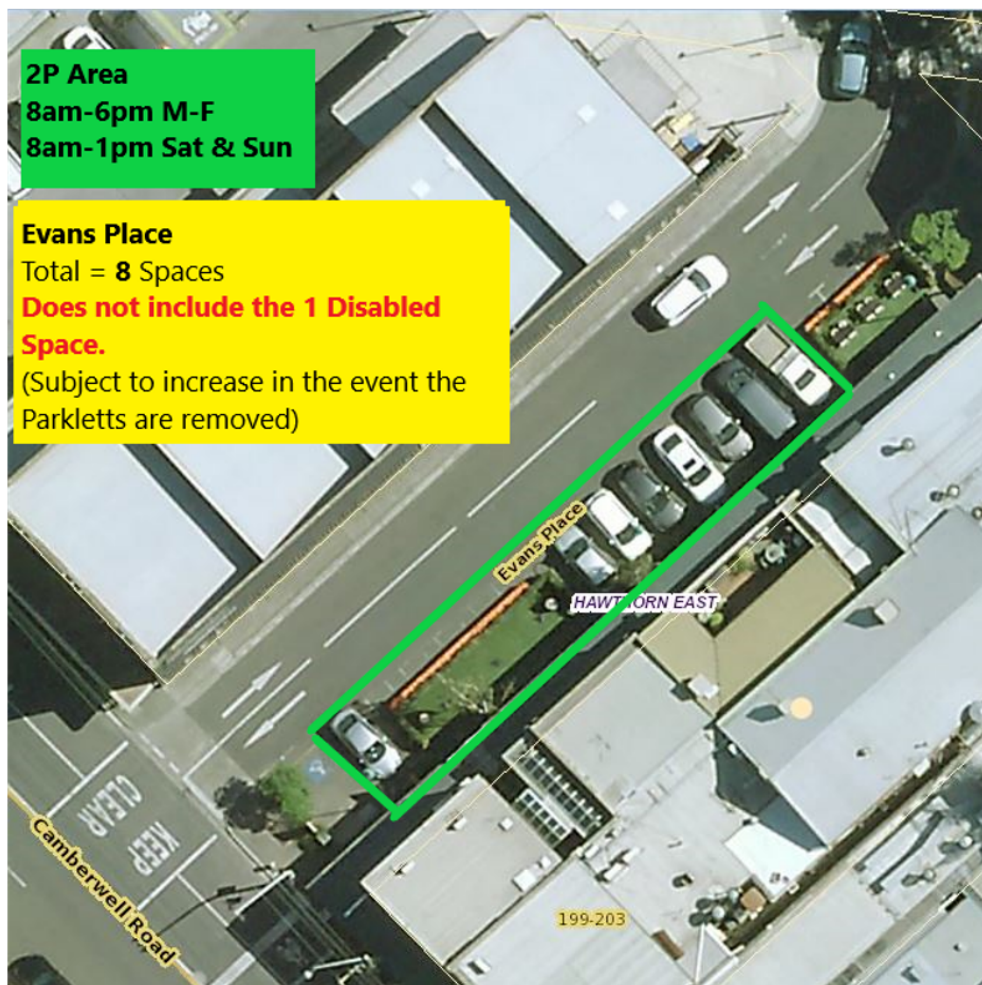 2P Area
8am-6pm M-F
8am-1pm Sat & Sun
Evans Place
Total = 8 Spaces
Does not include the 1 Disabled
Space.
(Subject to increase in the event the
Parkletts are removed)
Evans Place
HAWTHORN EAST
KEEP
CLEAR
Camberwell Road
199-203